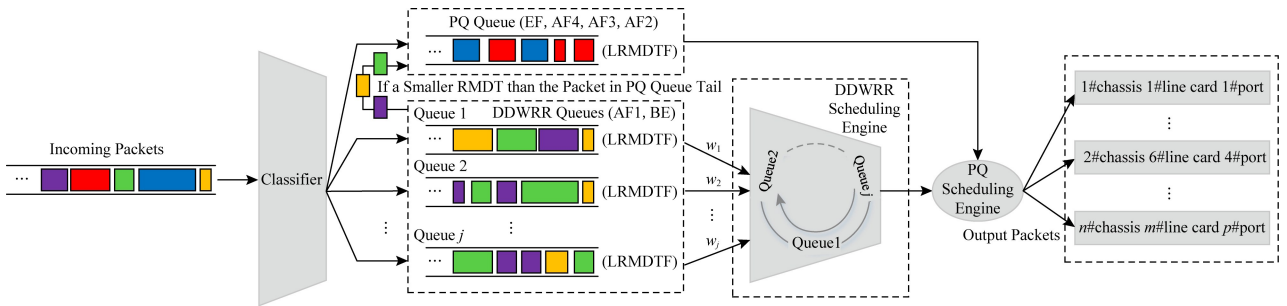 Incoming Packets
...
Classifier
PQ Queue (EF, AF4, AF3, AF2)
... (LRMDTF)
If a Smaller RMDT than the Packet in PQ Queue Tail
Queue 1
DDWRR Queues (AF1, BE)
... (LRMDTF)
Queue 2
... (LRMDTF)
...
Queue j
... (LRMDTF)
w1
w2
...
wj
DDWRR
Scheduling
Engine
Queue2
Queue j
Queue1
PQ
Scheduling
Engine
Output Packets
1#chassis 1#line card 1#port
...
2#chassis 6#line card 4#port
...
n#chassis m#line card p#port